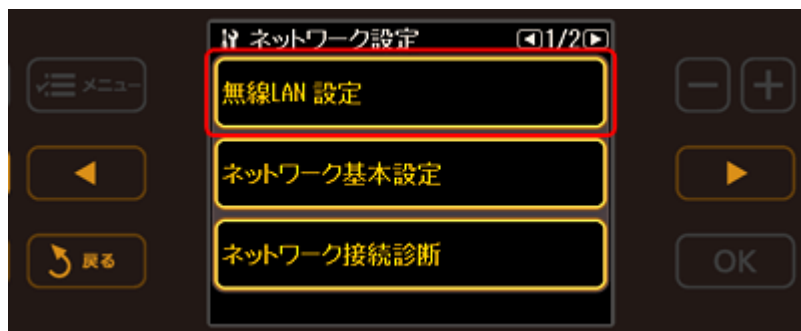 ネットワーク設定 1/2
メニュー
無線LAN 設定
ネットワーク基本設定
戻る
ネットワーク接続診断
OK